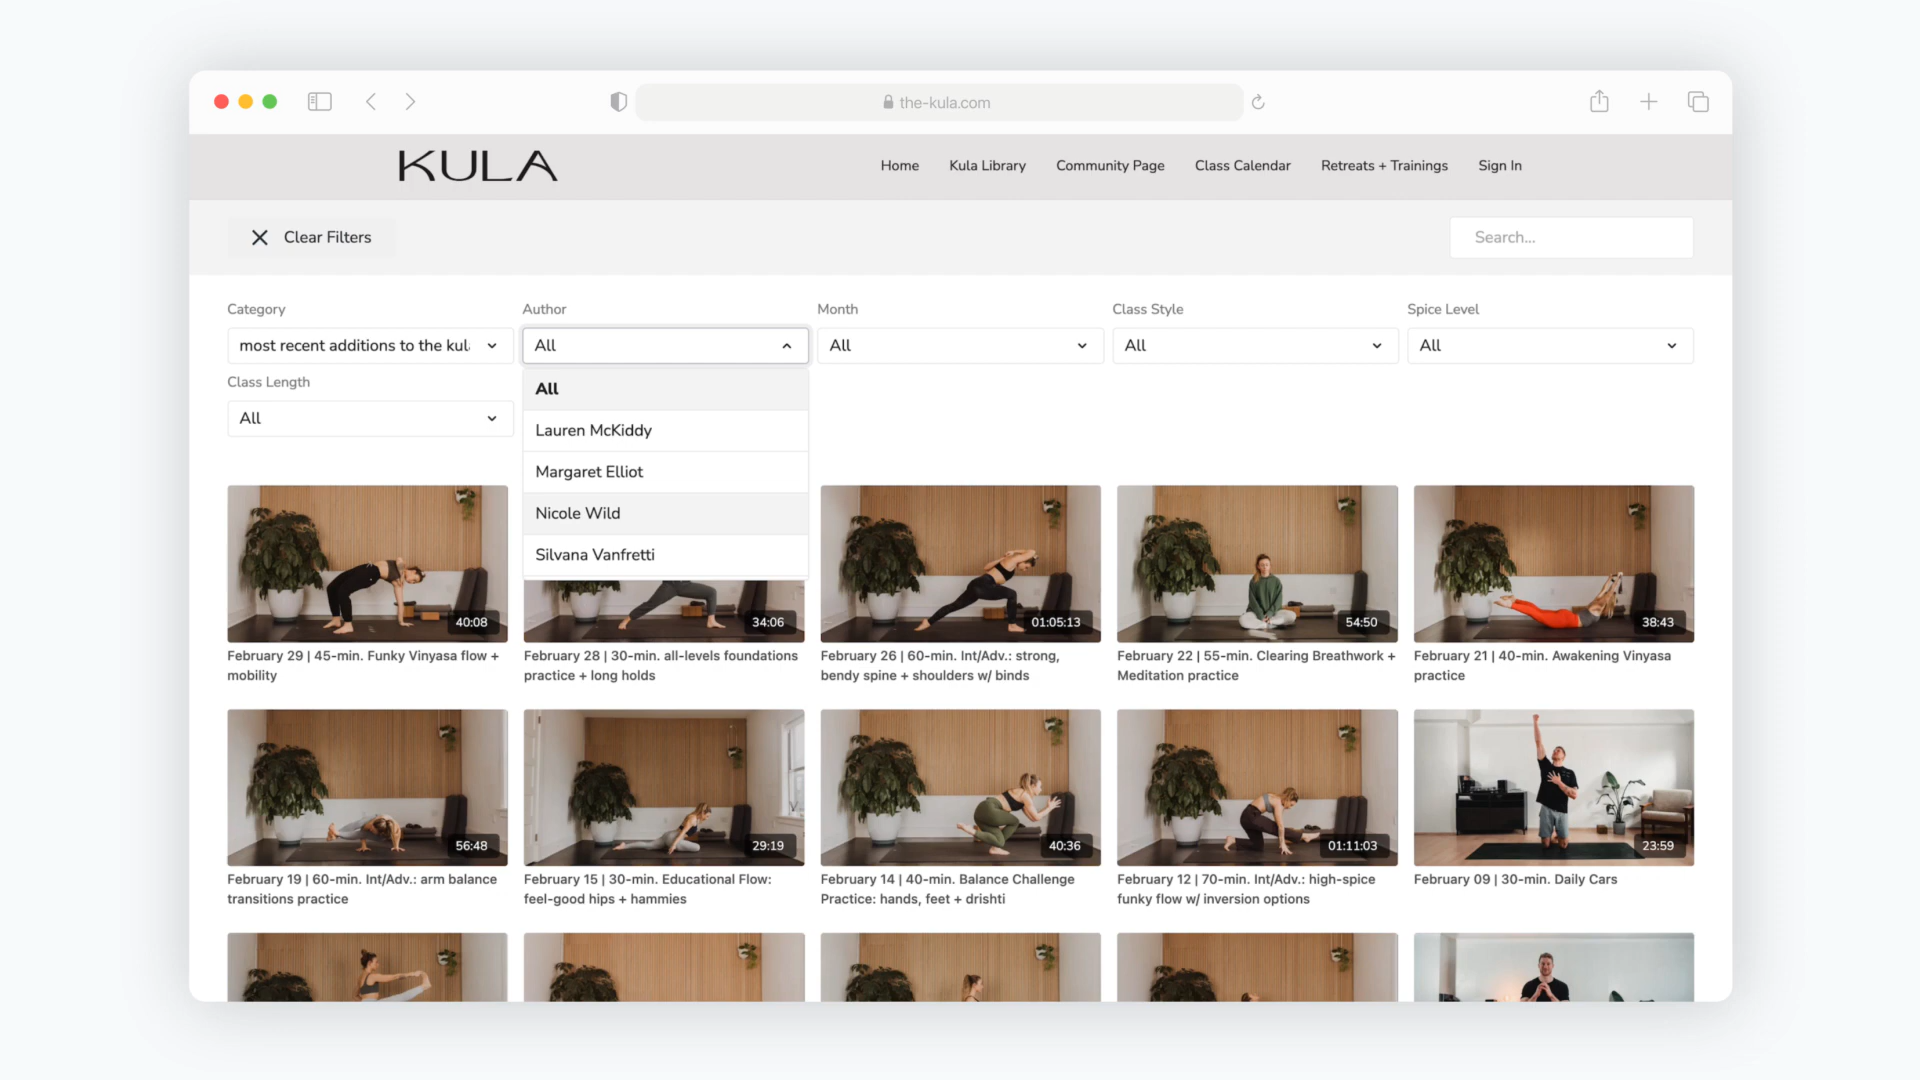 the-kula.com
KULA
Home
Kula Library
Community Page
Class Calendar
Retreats + Trainings
Sign In
Clear Filters
Search...
Category
Author
Month
Class Style
Spice Level
most recent additions to the kul
All
All
All
All
Class Length
All
All
Lauren McKiddy
Margaret Elliot
Nicole Wild
Silvana Vanfretti
40:08
34:06
01:05:13
54:50
38:43
February 29 | 45-min. Funky Vinyasa flow +
mobility
February 28 | 30-min. all-levels foundations
practice + long holds
February 26 | 60-min. Int/Adv.: strong,
bendy spine + shoulders w/ binds
February 22 | 55-min. Clearing Breathwork +
Meditation practice
February 21 | 40-min. Awakening Vinyasa
practice
56:48
29:19
40:36
01:11:03
23:59
February 19 | 60-min. Int/Adv.: arm balance
transitions practice
February 15 | 30-min. Educational Flow:
feel-good hips + hammies
February 14 | 40-min. Balance Challenge
Practice: hands, feet + drishti
February 12 | 70-min. Int/Adv.: high-spice
funky flow w/ inversion options
February 09 | 30-min. Daily Cars